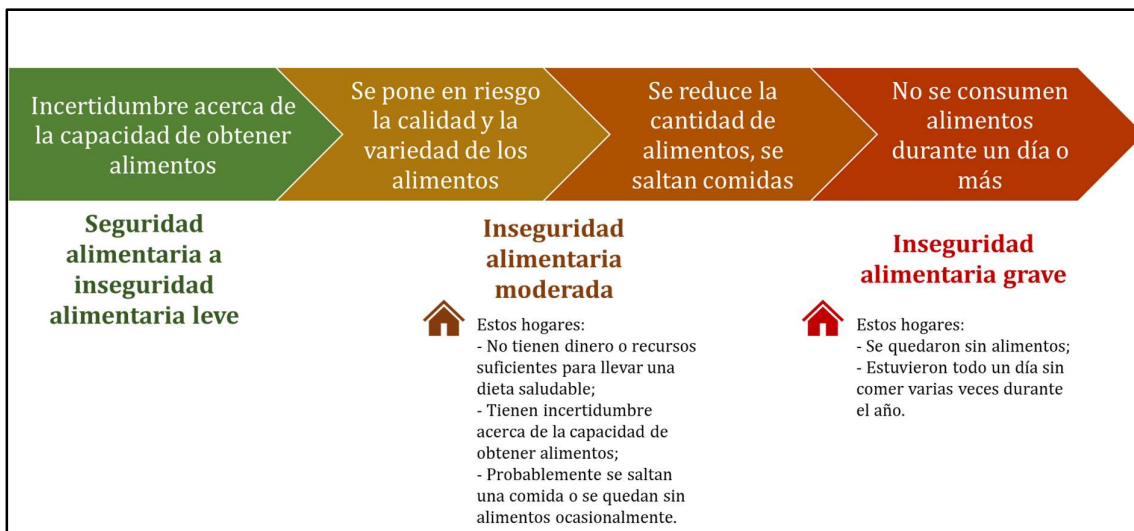 Incertidumbre acerca de
la capacidad de obtener
alimentos
Se pone en riesgo
la calidad y la
variedad de los
alimentos
Se reduce la
cantidad de
alimentos, se
saltan comidas
No se consumen
alimentos
durante un día o
más
Seguridad
alimentaria a
inseguridad
alimentaria leve
Inseguridad
alimentaria
moderada
Estos hogares:
- No tienen dinero o recursos
suficientes para llevar una
dieta saludable;
- Tienen incertidumbre
acerca de la capacidad de
obtener alimentos;
- Probablemente se saltan
una comida o se quedan sin
alimentos ocasionalmente.
Inseguridad
alimentaria grave
Estos hogares:
- Se quedaron sin alimentos;
- Estuvieron todo un día sin
comer varias veces durante
el año.